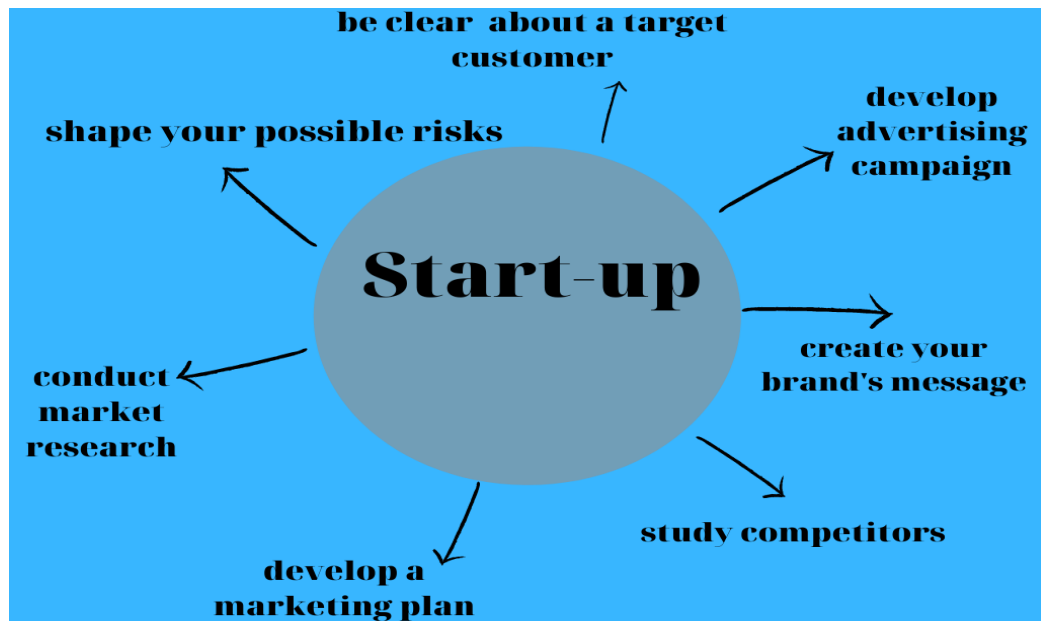 be clear about a target
customer
develop
advertising
campaign
shape your possible risks
Start-up
create your
brand's message
conduct
market
research
study competitors
develop a
marketing plan